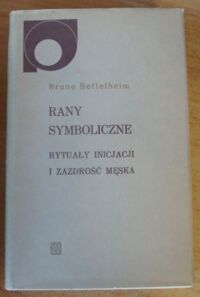 Bruno Bettelheim
RANY
SYMBOLICZNE
RYTUAŁY INICJACJI
I ZAZDROŚĆ MĘSKA